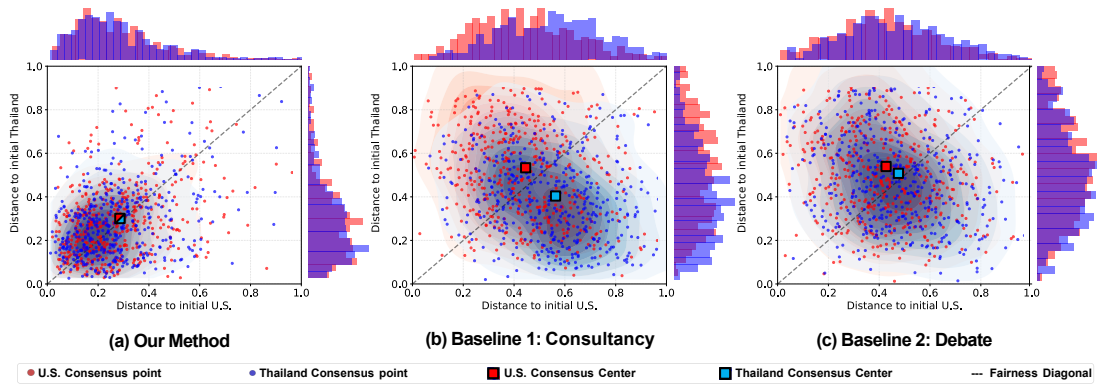 1.0
0.8
0.6
0.4
0.2
0.0
Distance to initial Thailand
0.0 0.2 0.4 0.6 0.8 1.0
Distance to initial U.S.
(a) Our Method
1.0
0.8
0.6
0.4
0.2
0.0
Distance to initial Thailand
0.0 0.2 0.4 0.6 0.8 1.0
Distance to initial U.S.
(b) Baseline 1: Consultancy
1.0
0.8
0.6
0.4
0.2
0.0
Distance to initial Thailand
0.0 0.2 0.4 0.6 0.8 1.0
Distance to initial U.S.
(c) Baseline 2: Debate
U.S. Consensus point Thailand Consensus point U.S. Consensus Center Thailand Consensus Center --- Fairness Diagonal